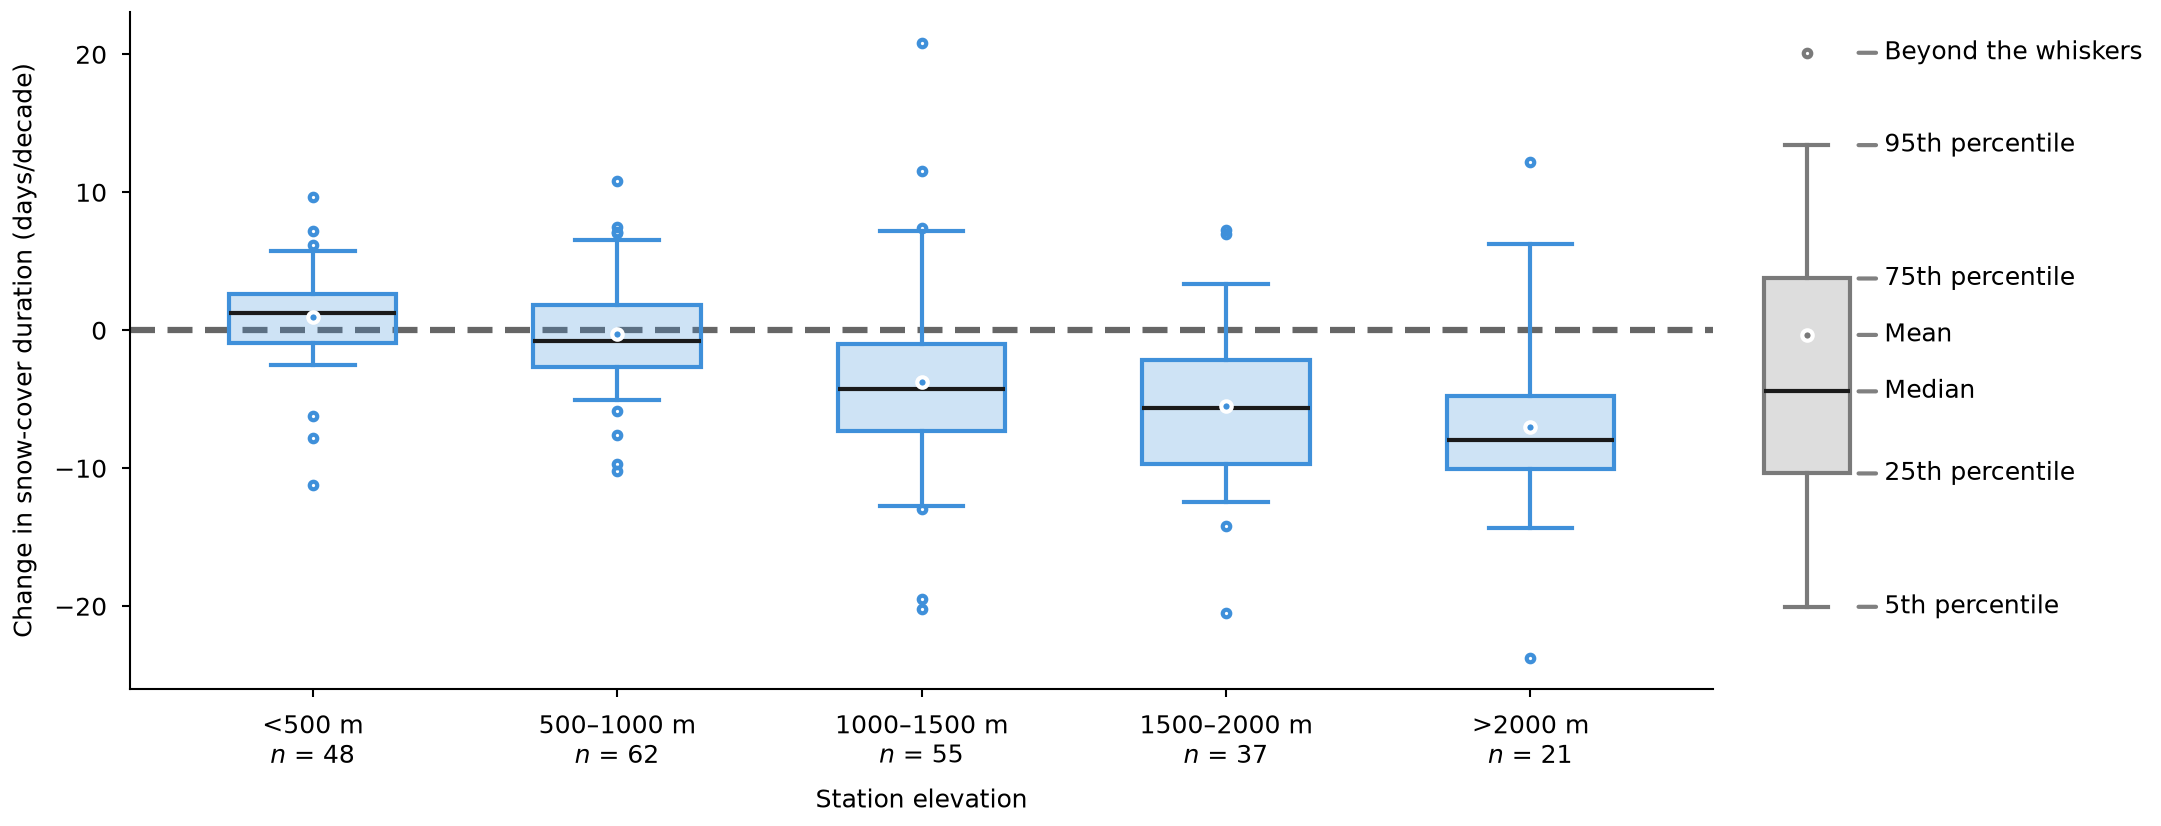 Change in snow-cover duration (days/decade)
20
10
0
−10
−20
<500 m
n = 48
500–1000 m
n = 62
1000–1500 m
n = 55
1500–2000 m
n = 37
>2000 m
n = 21
Station elevation
Beyond the whiskers
95th percentile
75th percentile
Mean
Median
25th percentile
5th percentile